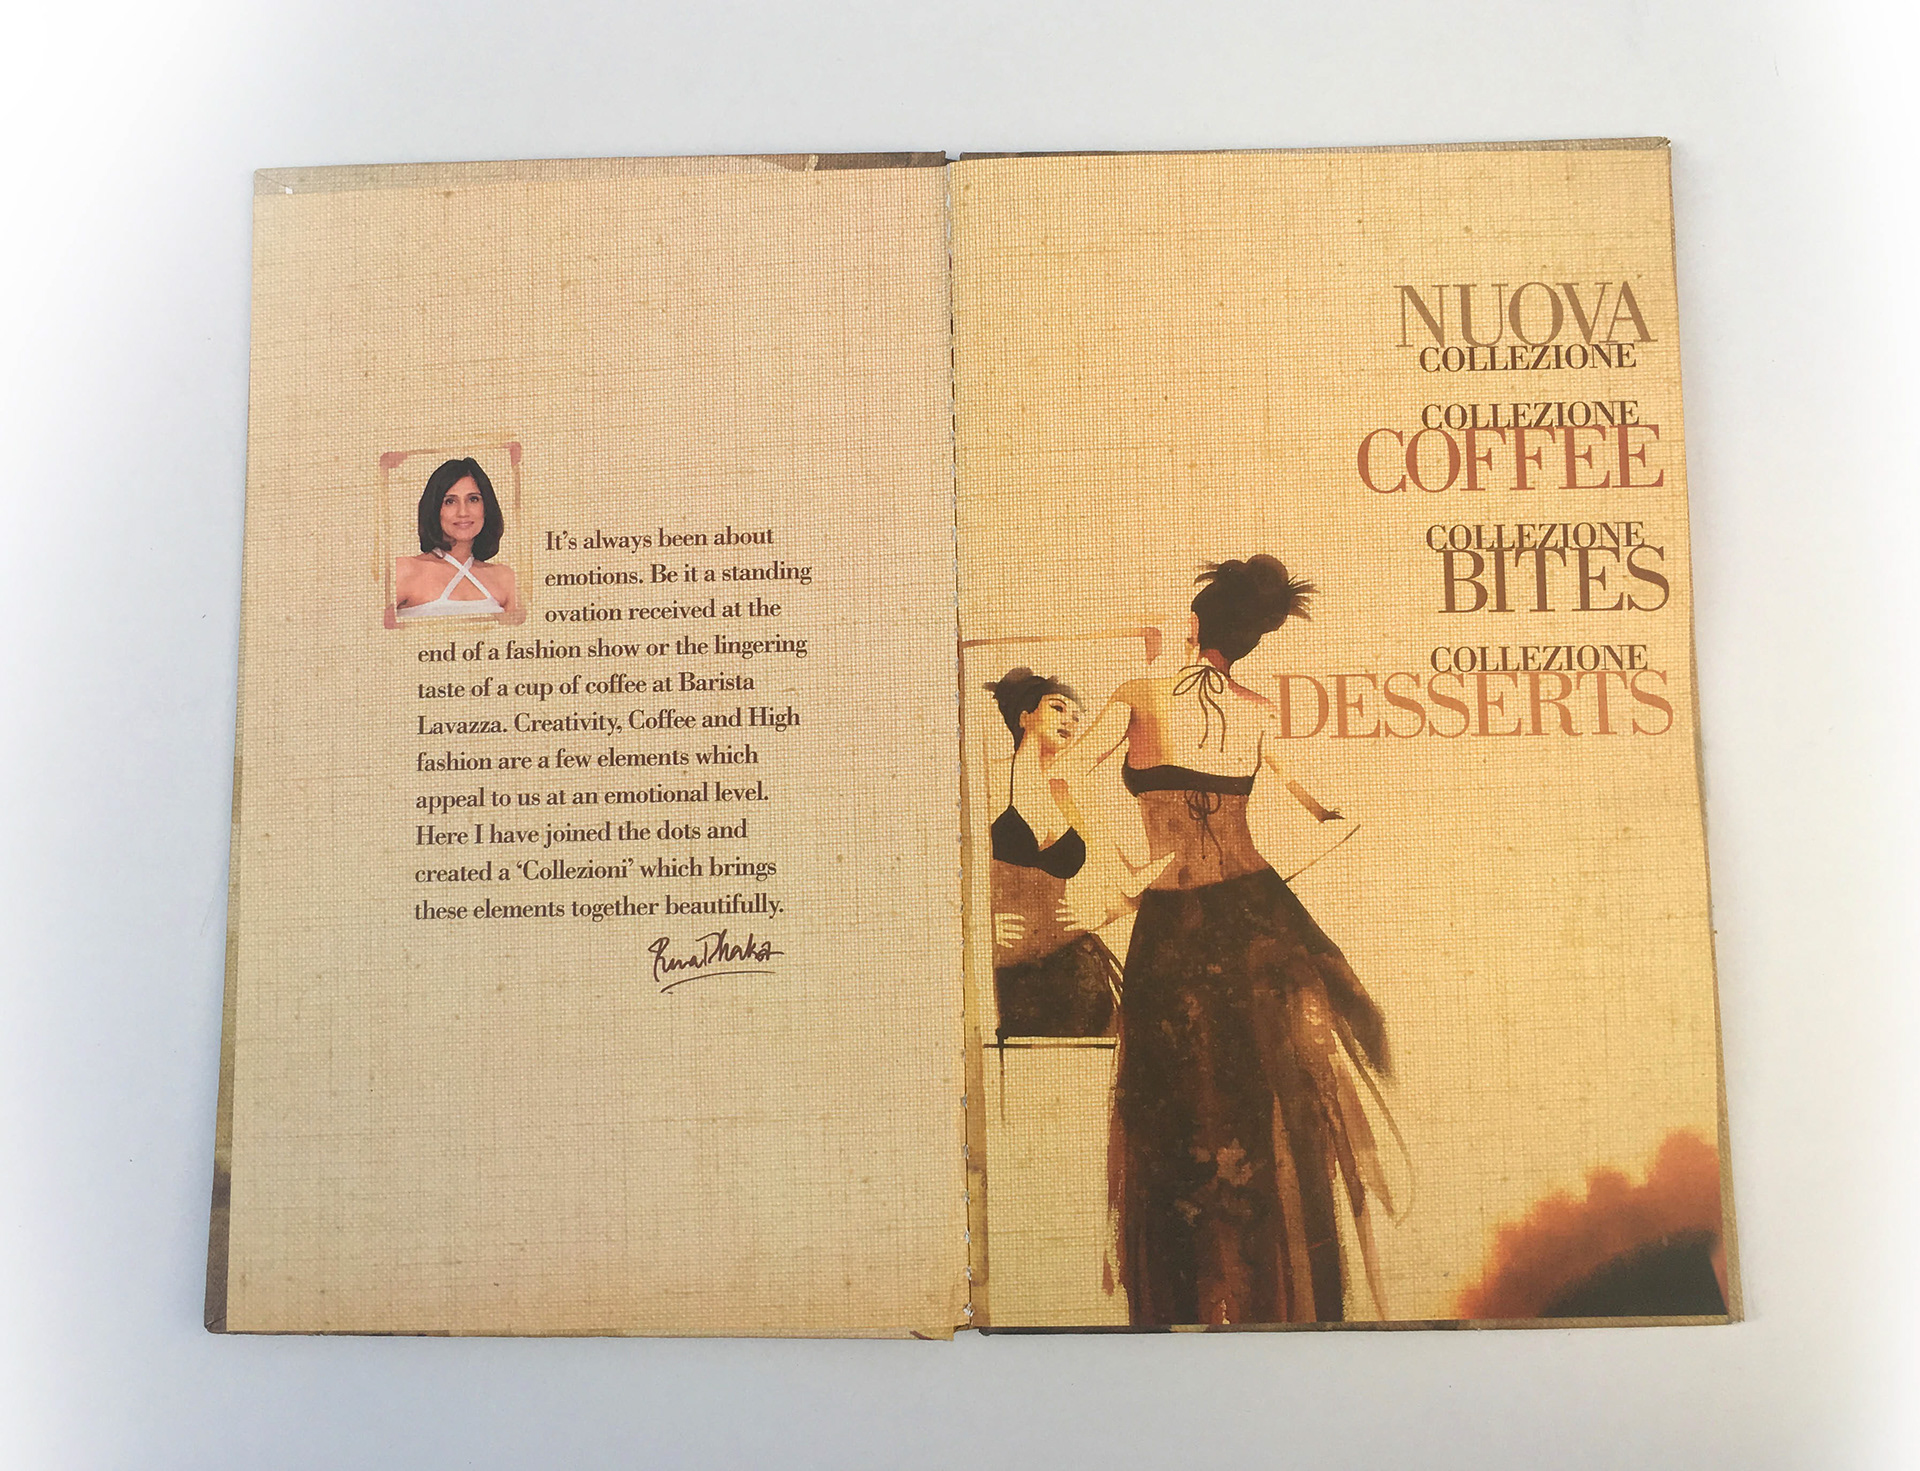 It's always been about
emotions. Be it a standing
ovation received at the
end of a fashion show or the lingering
taste of a cup of coffee at Barista
Lavazza. Creativity, Coffee and High
fashion are a few elements which
appeal to us at an emotional level.
Here I have joined the dots and
created a ‘Collezioni’ which brings
these elements together beautifully.
NUOVA
COLLEZIONE
COLLEZIONE
COFFEE
COLLEZIONE
BITES
COLLEZIONE
DESSERTS